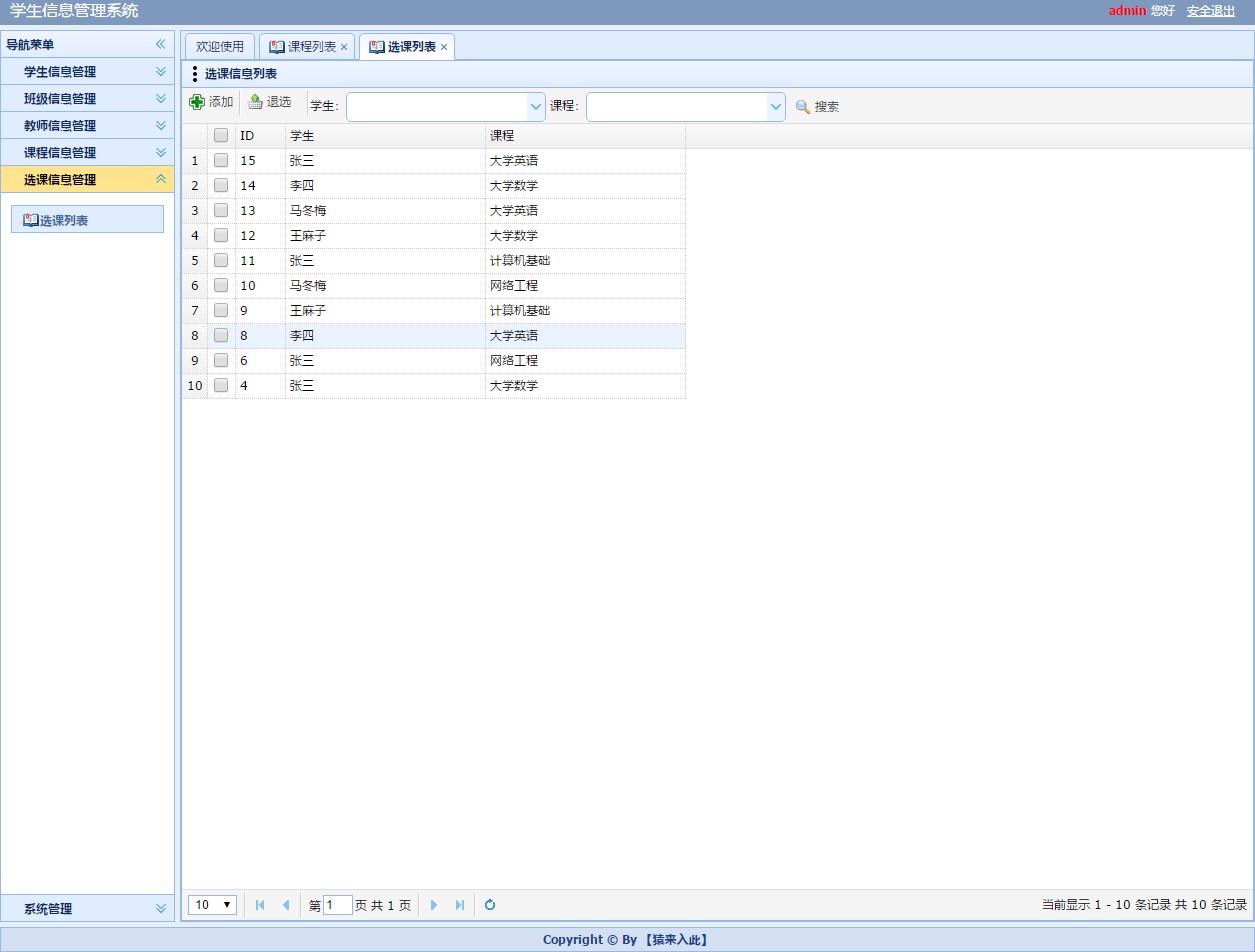 学生信息管理系统 admin 您好 安全退出
导航菜单
学生信息管理
班级信息管理
教师信息管理
课程信息管理
选课信息管理
选课列表
系统管理
欢迎使用 课程列表 选课列表
选课信息列表
添加 退选 学生: 课程: 搜索
ID 学生 课程
1 15 张三 大学英语
2 14 李四 大学数学
3 13 马冬梅 大学英语
4 12 王麻子 大学数学
5 11 张三 计算机基础
6 10 马冬梅 网络工程
7 9 王麻子 计算机基础
8 8 李四 大学英语
9 6 张三 网络工程
10 4 张三 大学数学
10 第 1 页 共 1 页 当前显示 1 - 10 条记录 共 10 条记录
Copyright © By 【猿来入此】